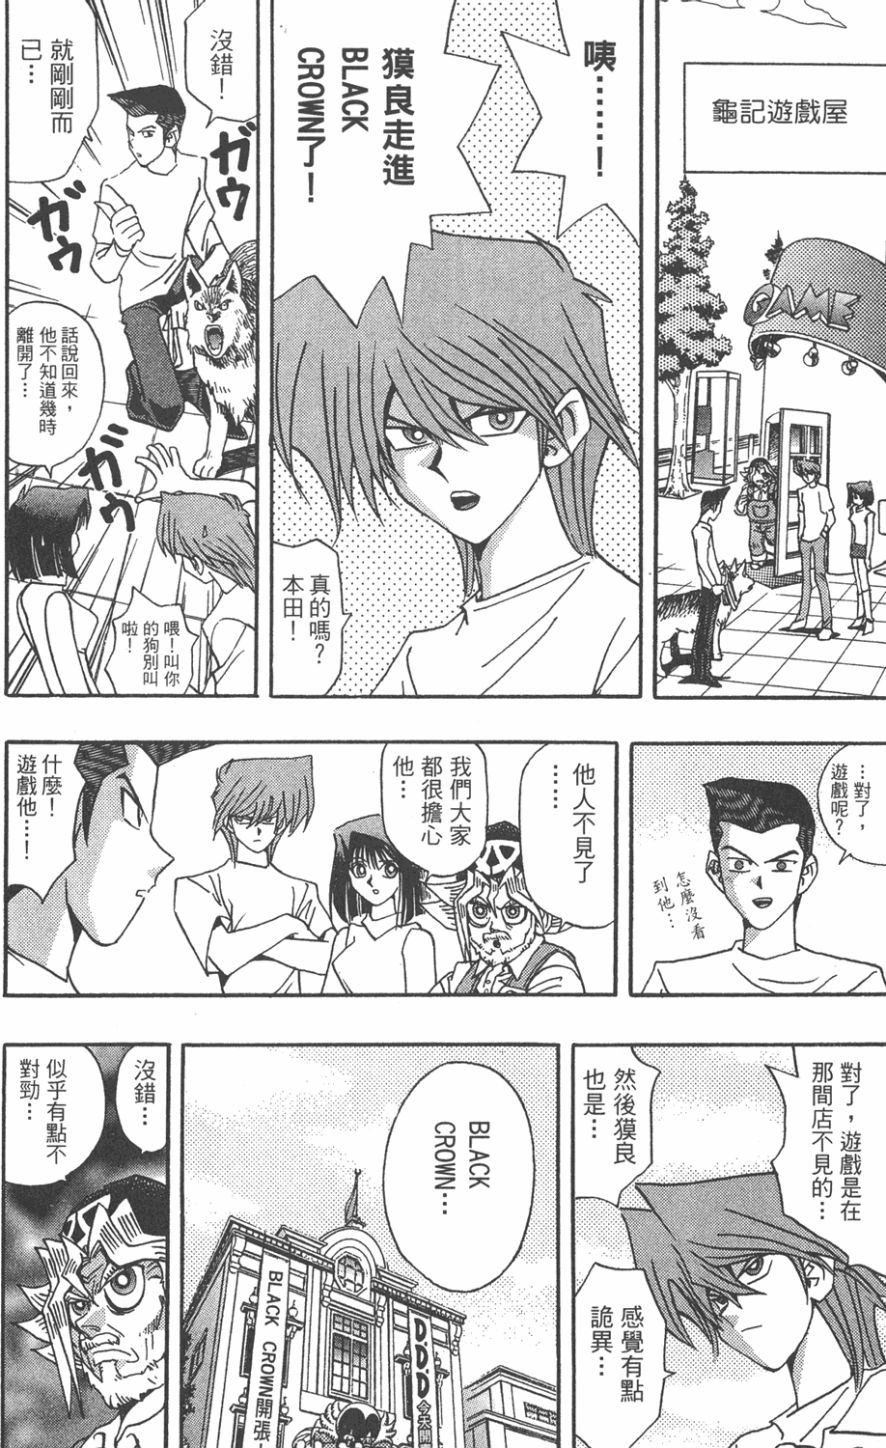 龜記遊戲屋
GAME
咦……！
獏良走進
BLACK
CROWN了！
真的嗎？
本田！
沒錯！
就剛剛而
已…
ガウ
ガウ
話說回來，
他不知道幾時
離開了…
ガウ
喂！叫你
的狗別叫
啦！
…對了，
遊戲呢？
怎麼沒看
到他…
他人不見了
……
我們大家
都很擔心
他…
什麼！
遊戲他…！
對了，遊戲是在
那間店不見的…
然後獏良
也是…
感覺有點
詭異…
BLACK
CROWN…
BLACK CROWN開張
D.D.D
今天開
沒錯…
似乎有點不
對勁…